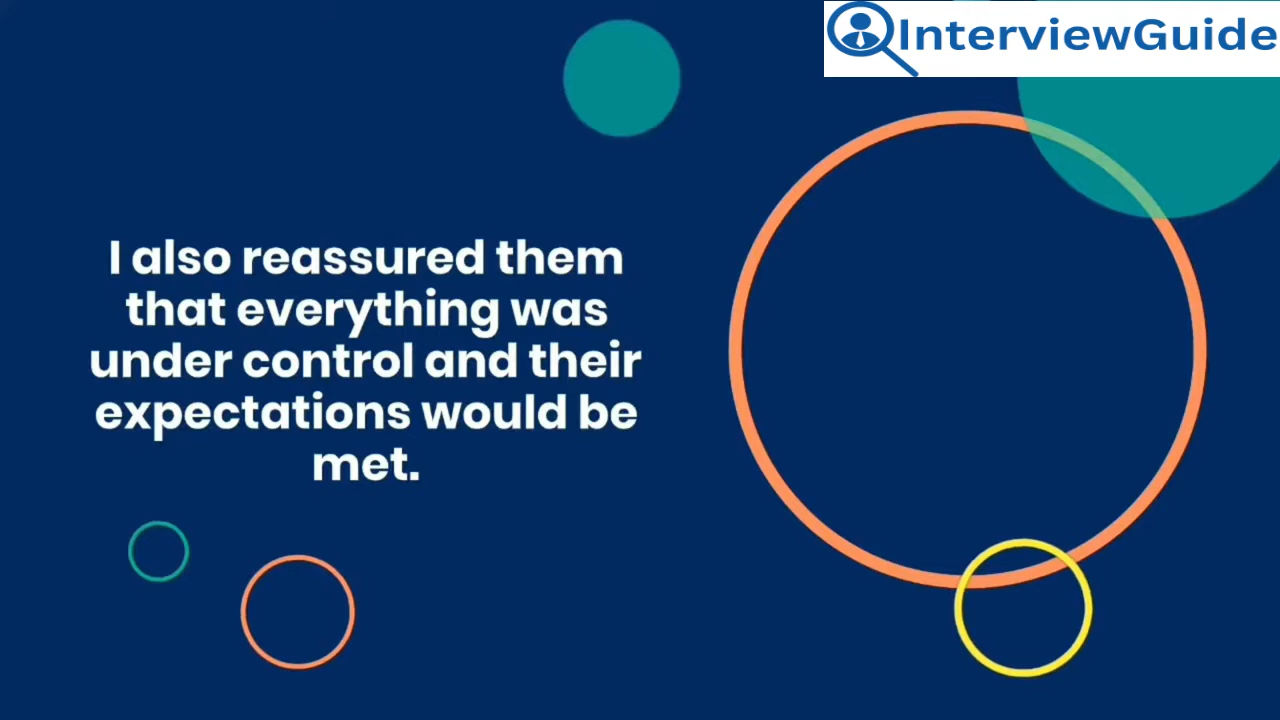 InterviewGuide
I also reassured them
that everything was
under control and their
expectations would be
met.